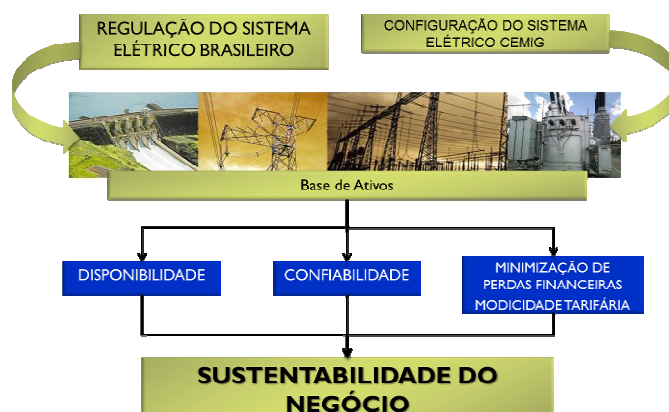 REGULAÇÃO DO SISTEMA
ELÉTRICO BRASILEIRO
CONFIGURAÇÃO DO SISTEMA
ELÉTRICO CEMIG
Base de Ativos
DISPONIBILIDADE
CONFIABILIDADE
MINIMIZAÇÃO DE
PERDAS FINANCEIRAS
MODICIDADE TARIFÁRIA
SUSTENTABILIDADE DO
NEGÓCIO